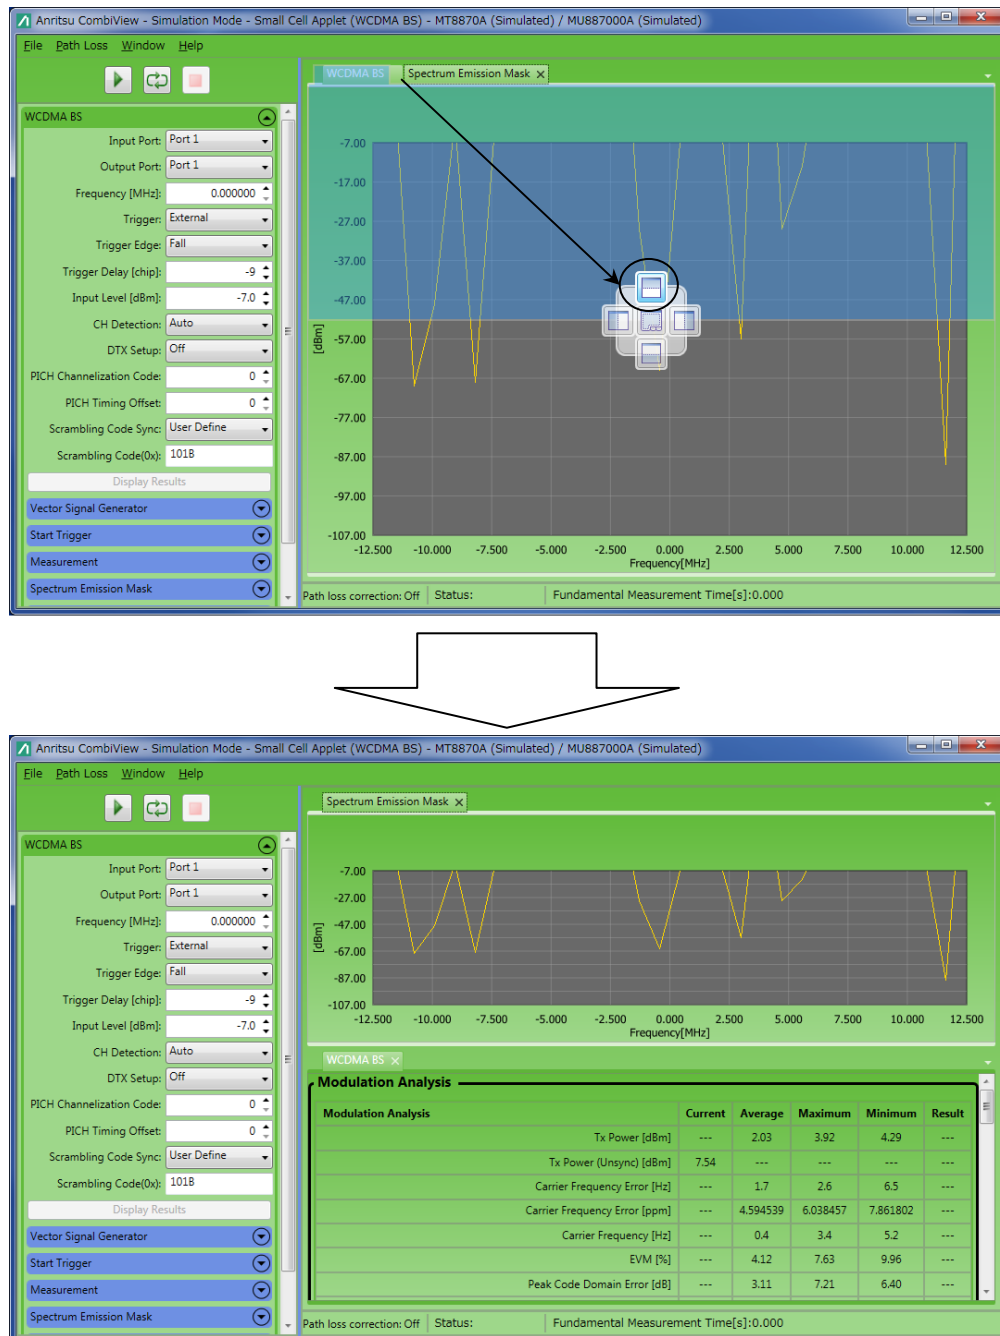 Anritsu CombiView - Simulation Mode - Small Cell Applet (WCDMA BS) - MT8870A (Simulated) / MU887000A (Simulated)
File Path Loss Window Help
WCDMA BS
Input Port: Port 1
Output Port: Port 1
Frequency [MHz]: 0.000000
Trigger: External
Trigger Edge: Fall
Trigger Delay [chip]: -9
Input Level [dBm]: -7.0
CH Detection: Auto
DTX Setup: Off
PICH Channelization Code: 0
PICH Timing Offset: 0
Scrambling Code Sync: User Define
Scrambling Code(0x): 101B
Display Results
Vector Signal Generator
Start Trigger
Measurement
Spectrum Emission Mask
WCDMA BS Spectrum Emission Mask
[dBm]
-7.00
-17.00
-27.00
-37.00
-47.00
-57.00
-67.00
-77.00
-87.00
-97.00
-107.00
-12.500 -10.000 -7.500 -5.000 -2.500 0.000 2.500 5.000 7.500 10.000 12.500
Frequency[MHz]
Path loss correction: Off Status: Fundamental Measurement Time[s]:0.000
Anritsu CombiView - Simulation Mode - Small Cell Applet (WCDMA BS) - MT8870A (Simulated) / MU887000A (Simulated)
File Path Loss Window Help
WCDMA BS
Input Port: Port 1
Output Port: Port 1
Frequency [MHz]: 0.000000
Trigger: External
Trigger Edge: Fall
Trigger Delay [chip]: -9
Input Level [dBm]: -7.0
CH Detection: Auto
DTX Setup: Off
PICH Channelization Code: 0
PICH Timing Offset: 0
Scrambling Code Sync: User Define
Scrambling Code(0x): 101B
Display Results
Vector Signal Generator
Start Trigger
Measurement
Spectrum Emission Mask
Spectrum Emission Mask
[dBm]
-7.00
-27.00
-47.00
-67.00
-87.00
-107.00
-12.500 -10.000 -7.500 -5.000 -2.500 0.000 2.500 5.000 7.500 10.000 12.500
Frequency[MHz]
WCDMA BS
Modulation Analysis
Modulation Analysis Current Average Maximum Minimum Result
Tx Power [dBm] --- 2.03 3.92 4.29 ---
Tx Power (Unsync) [dBm] 7.54 --- --- --- ---
Carrier Frequency Error [Hz] --- 1.7 2.6 6.5 ---
Carrier Frequency Error [ppm] --- 4.594539 6.038457 7.861802 ---
Carrier Frequency [Hz] --- 0.4 3.4 5.2 ---
EVM [%] --- 4.12 7.63 9.96 ---
Peak Code Domain Error [dB] --- 3.11 7.21 6.40 ---
Path loss correction: Off Status: Fundamental Measurement Time[s]:0.000